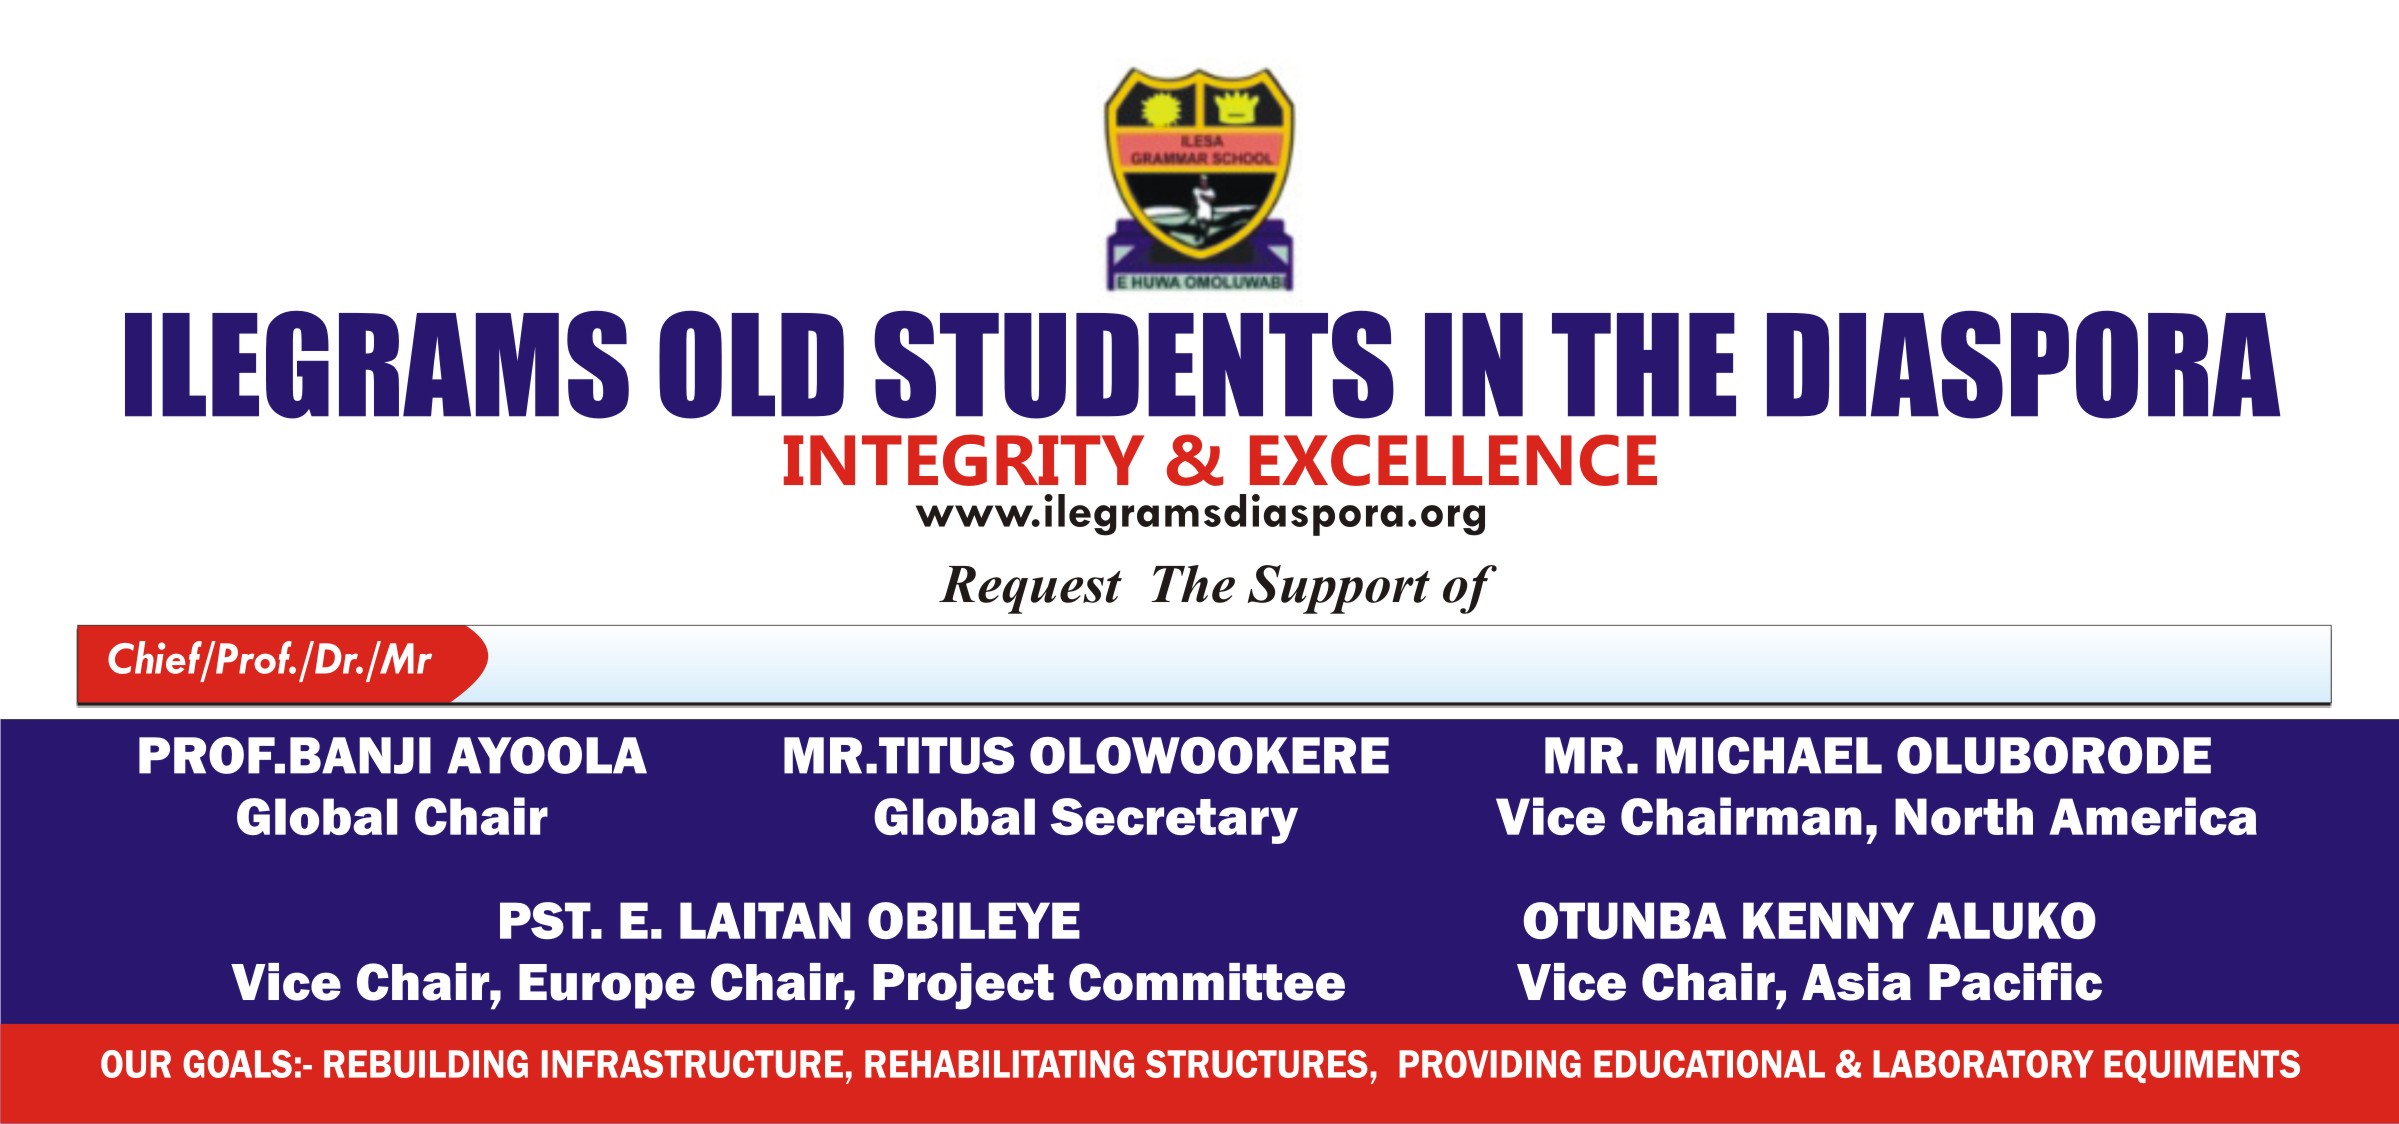 ILESA
GRAMMAR SCHOOL
E HUWA OMOLUWABI
ILEGRAMS OLD STUDENTS IN THE DIASPORA
INTEGRITY & EXCELLENCE
www.ilegramsdiaspora.org
Request The Support of
Chief/Prof./Dr./Mr
PROF.BANJI AYOOLA
Global Chair
MR.TITUS OLOWOOKERE
Global Secretary
MR. MICHAEL OLUBORODE
Vice Chairman, North America
PST. E. LAITAN OBILEYE
Vice Chair, Europe Chair, Project Committee
OTUNBA KENNY ALUKO
Vice Chair, Asia Pacific
OUR GOALS:- REBUILDING INFRASTRUCTURE, REHABILITATING STRUCTURES, PROVIDING EDUCATIONAL & LABORATORY EQUIMENTS